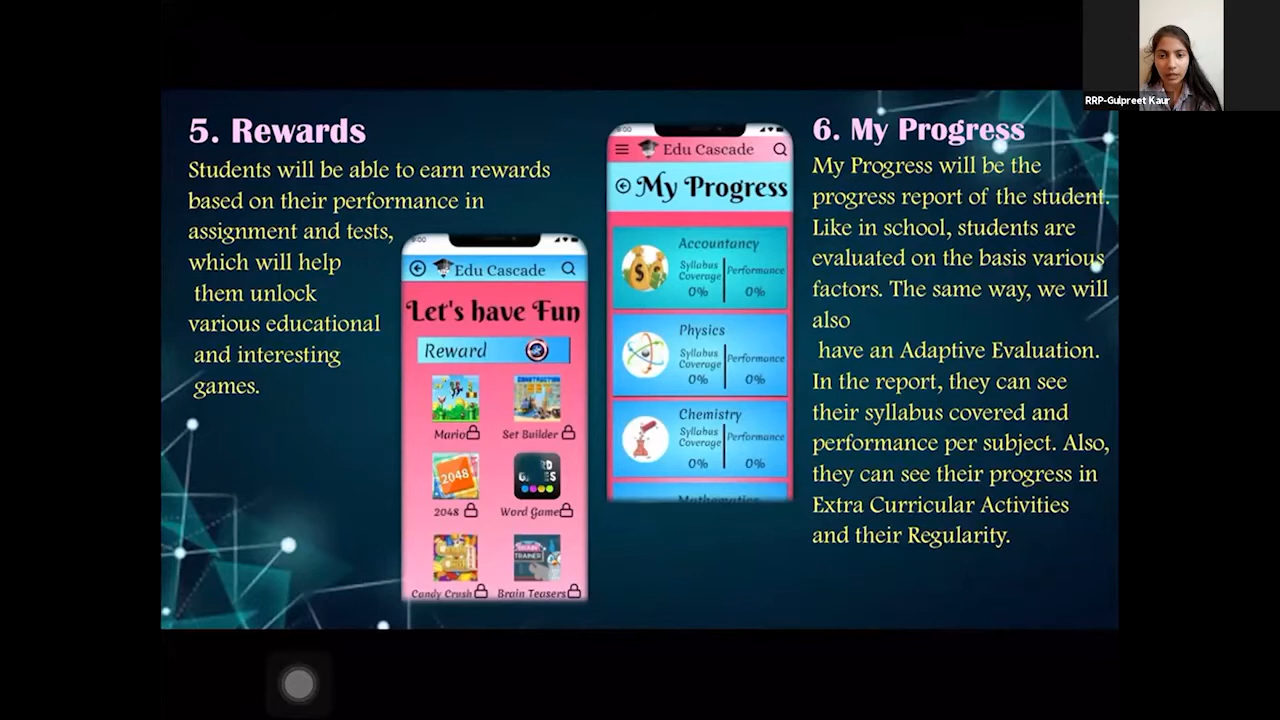 RRP-Gulpreet Kaur
5. Rewards
Students will be able to earn rewards
based on their performance in
assignment and tests,
which will help
them unlock
various educational
and interesting
games.
9:00
Edu Cascade
Let's have Fun
Reward
Mario
Set Builder
2048
2048
Word Game
Candy Crush
Brain Teasers
9:00
Edu Cascade
My Progress
Accountancy
Syllabus Coverage
Performance
0%
0%
Physics
Syllabus Coverage
Performance
0%
0%
Chemistry
Syllabus Coverage
Performance
0%
0%
Mathematics
6. My Progress
My Progress will be the
progress report of the student.
Like in school, students are
evaluated on the basis various
factors. The same way, we will
also
have an Adaptive Evaluation.
In the report, they can see
their syllabus covered and
performance per subject. Also,
they can see their progress in
Extra Curricular Activities
and their Regularity.